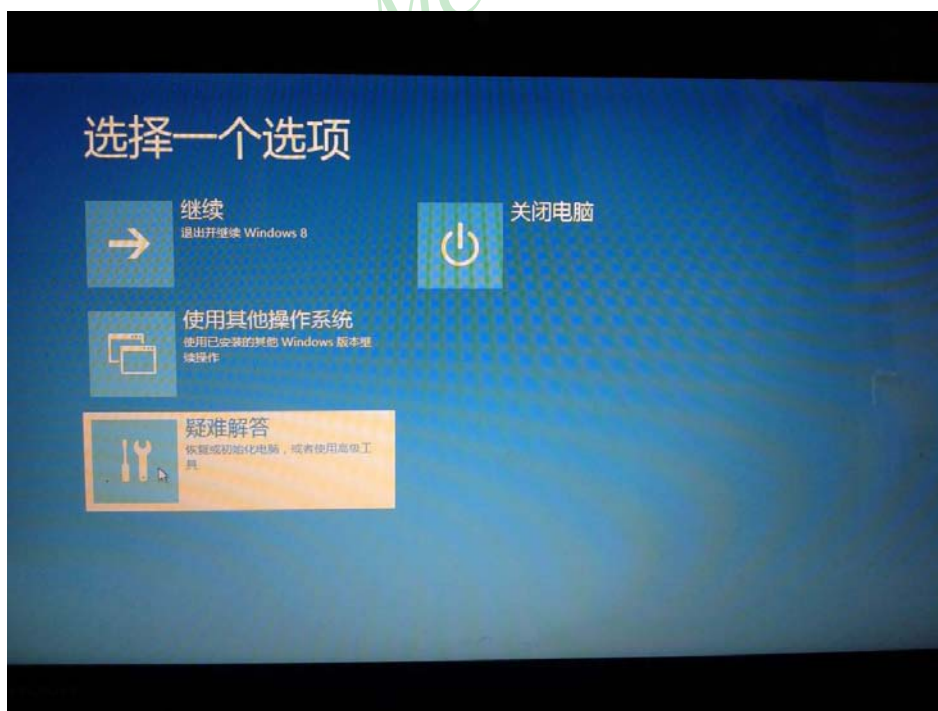 选择一个选项
继续
退出并继续 Windows 8
关闭电脑
使用其他操作系统
使用已安装的其他 Windows 版本继
续操作
疑难解答
恢复或初始化电脑，或者使用高级工
具